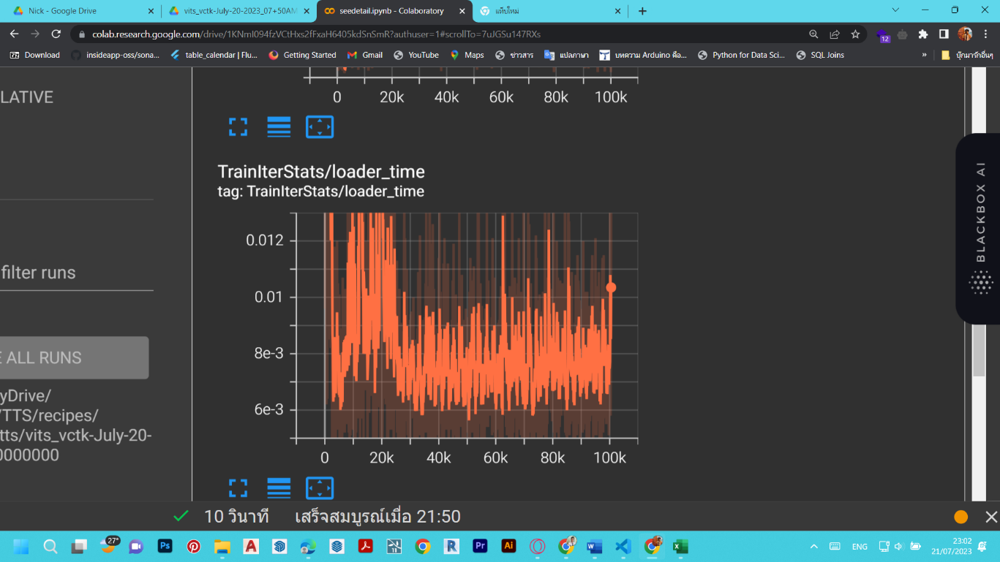 Nick - Google Drive
vits_vctk-July-20-2023_07+50AM
seedetail.ipynb - Colaboratory
แท็บใหม่
colab.research.google.com/drive/1KNmI094fzVCtHxs2fFxaH6405kdSnSmR?authuser=1#scrollTo=7uJGSu147RXs
12
Download
insideapp-oss/sona...
table_calendar | Flu...
Getting Started
Gmail
YouTube
Maps
ข่าวสาร
แปลภาษา
บทความ Arduino คือ...
Python for Data Sci...
SQL Joins
»
บุ๊กมาร์กอื่นๆ
LATIVE
0 20k 40k 60k 80k 100k
TrainIterStats/loader_time
tag: TrainIterStats/loader_time
0.012
0.01
8e-3
6e-3
0 20k 40k 60k 80k 100k
filter runs
E ALL RUNS
yDrive/
/TTS/recipes/
tts/vits_vctk-July-20-
0000000
BLACKBOX AI
10 วินาที เสร็จสมบูรณ์เมื่อ 21:50
27°
Ps
R
Pr
Ai
ENG
23:02
21/07/2023